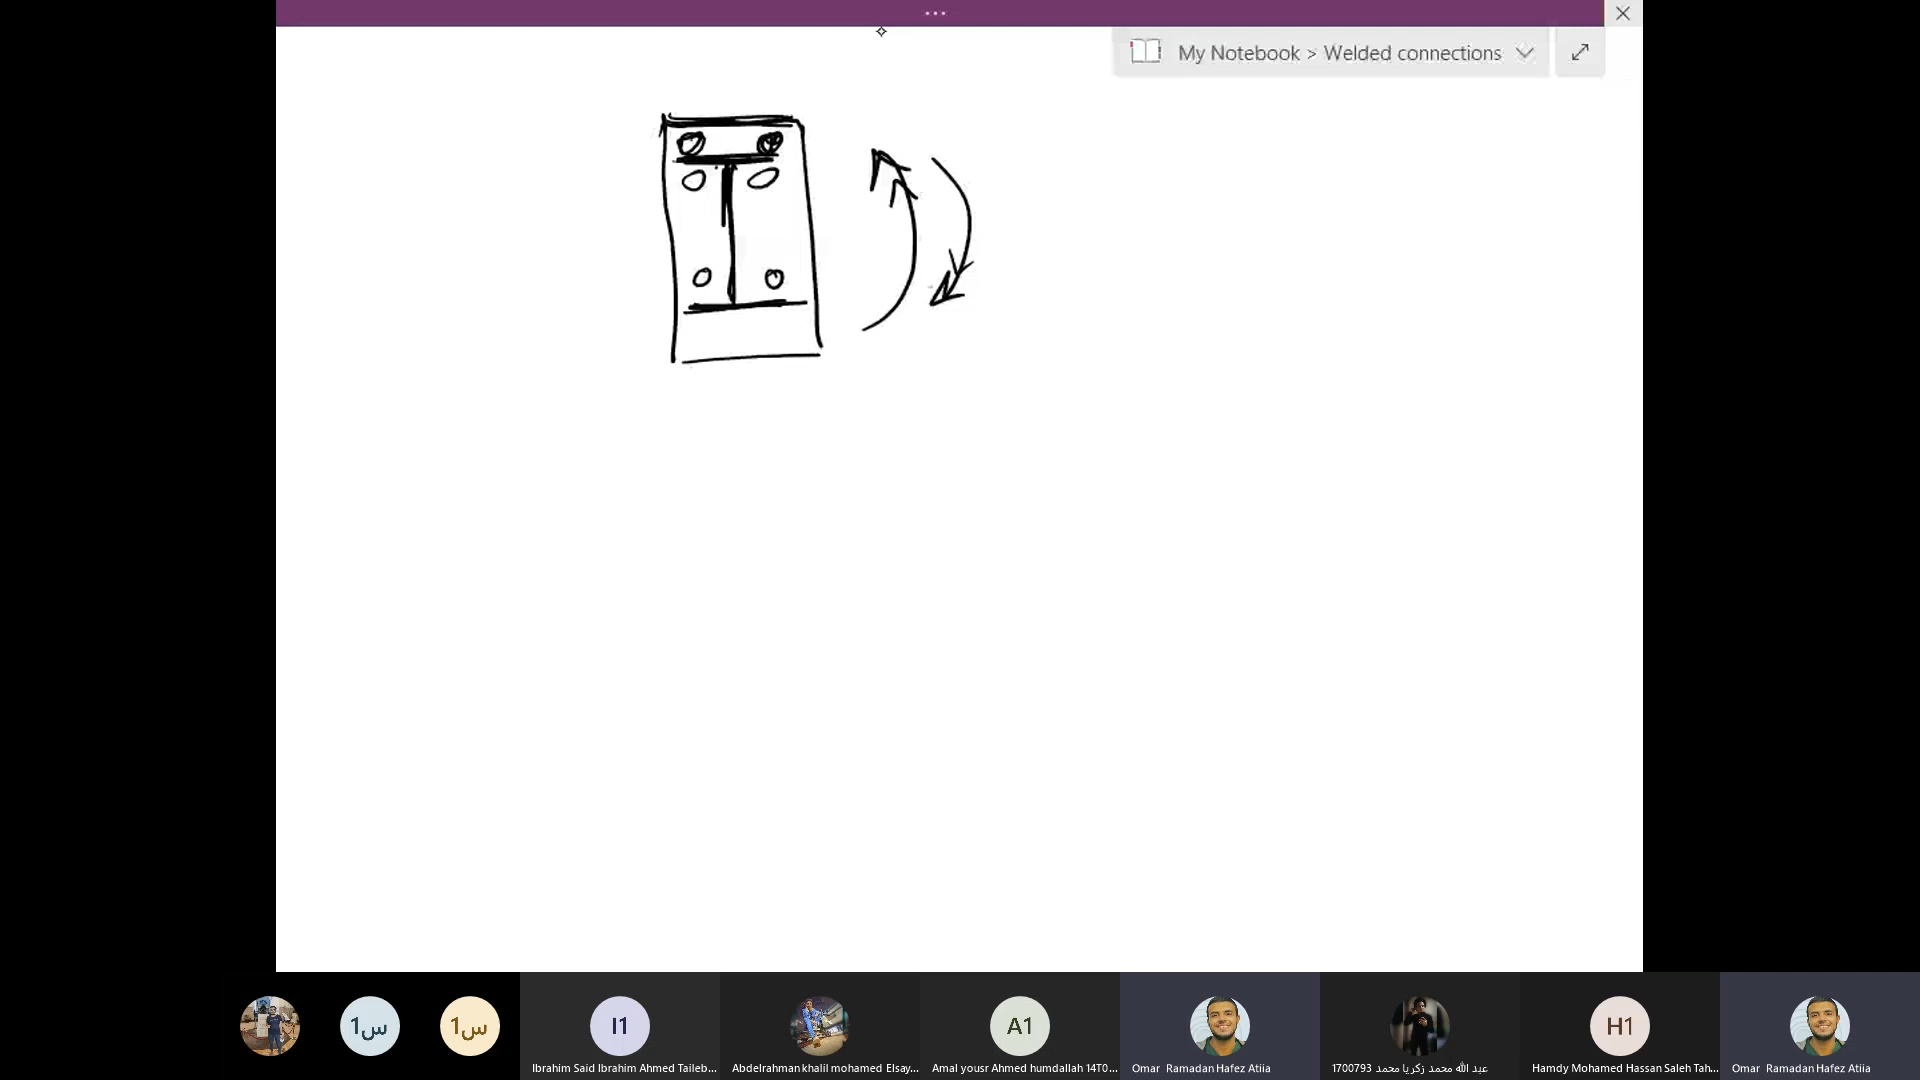 My Notebook > Welded connections
1س
1س
I1
A1
H1
Ibrahim Said Ibrahim Ahmed Taileb...
Abdelrahman khalil mohamed Elsay...
Amal yousr Ahmed humdallah 14T0...
Omar Ramadan Hafez Atiia
عبد الله محمد زكريا محمد 1700793
Hamdy Mohamed Hassan Saleh Tah...
Omar Ramadan Hafez Atiia